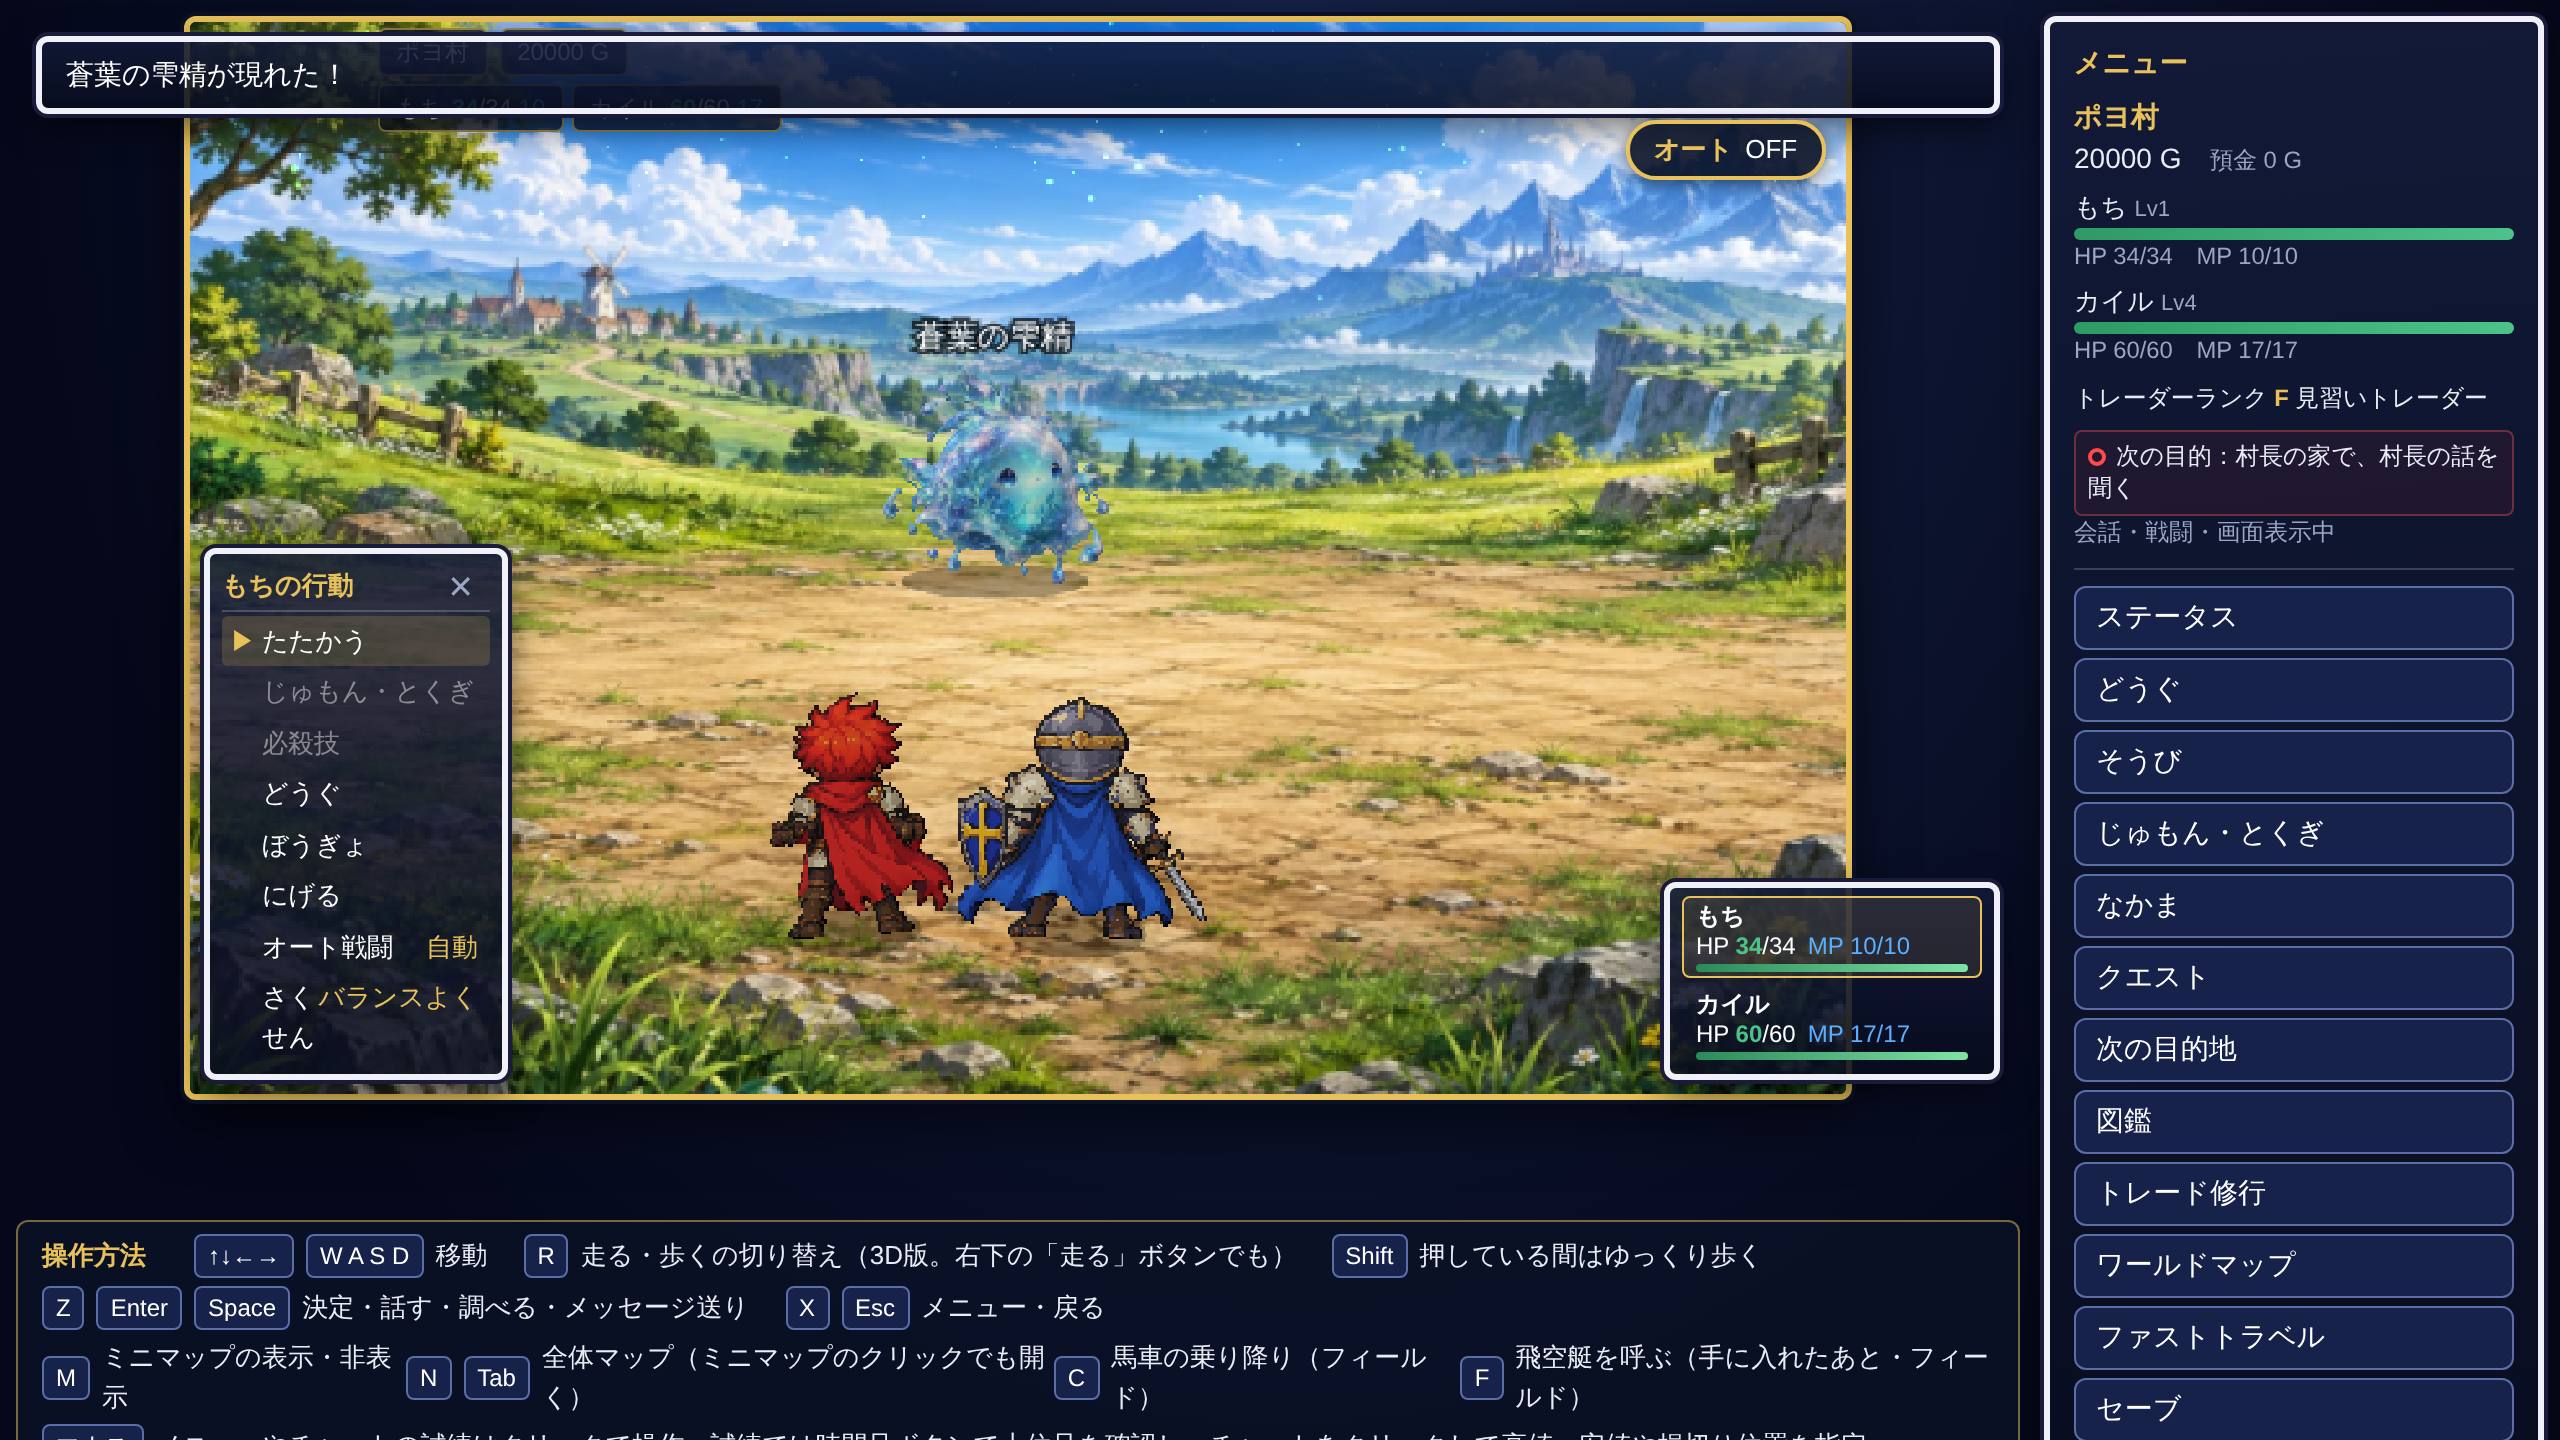 ポヨ村 20000 G
蒼葉の雫精が現れた！
オート OFF
蒼葉の雫精
もちの行動 ✕
▶ たたかう
じゅもん・とくぎ
必殺技
どうぐ
ぼうぎょ
にげる
オート戦闘 自動
さくせん バランスよく
もち
HP 34/34 MP 10/10
カイル
HP 60/60 MP 17/17
メニュー
ポヨ村
20000 G 預金 0 G
もち Lv1
HP 34/34 MP 10/10
カイル Lv4
HP 60/60 MP 17/17
トレーダーランク F 見習いトレーダー
次の目的：村長の家で、村長の話を
聞く
会話・戦闘・画面表示中
ステータス
どうぐ
そうび
じゅもん・とくぎ
なかま
クエスト
次の目的地
図鑑
トレード修行
ワールドマップ
ファストトラベル
セーブ
操作方法 ↑↓←→ W A S D 移動 R 走る・歩くの切り替え（3D版。右下の「走る」ボタンでも） Shift 押している間はゆっくり歩く
Z Enter Space 決定・話す・調べる・メッセージ送り X Esc メニュー・戻る
M ミニマップの表示・非表示 N Tab 全体マップ（ミニマップのクリックでも開く） C 馬車の乗り降り（フィールド） F 飛空艇を呼ぶ（手に入れたあと・フィールド）